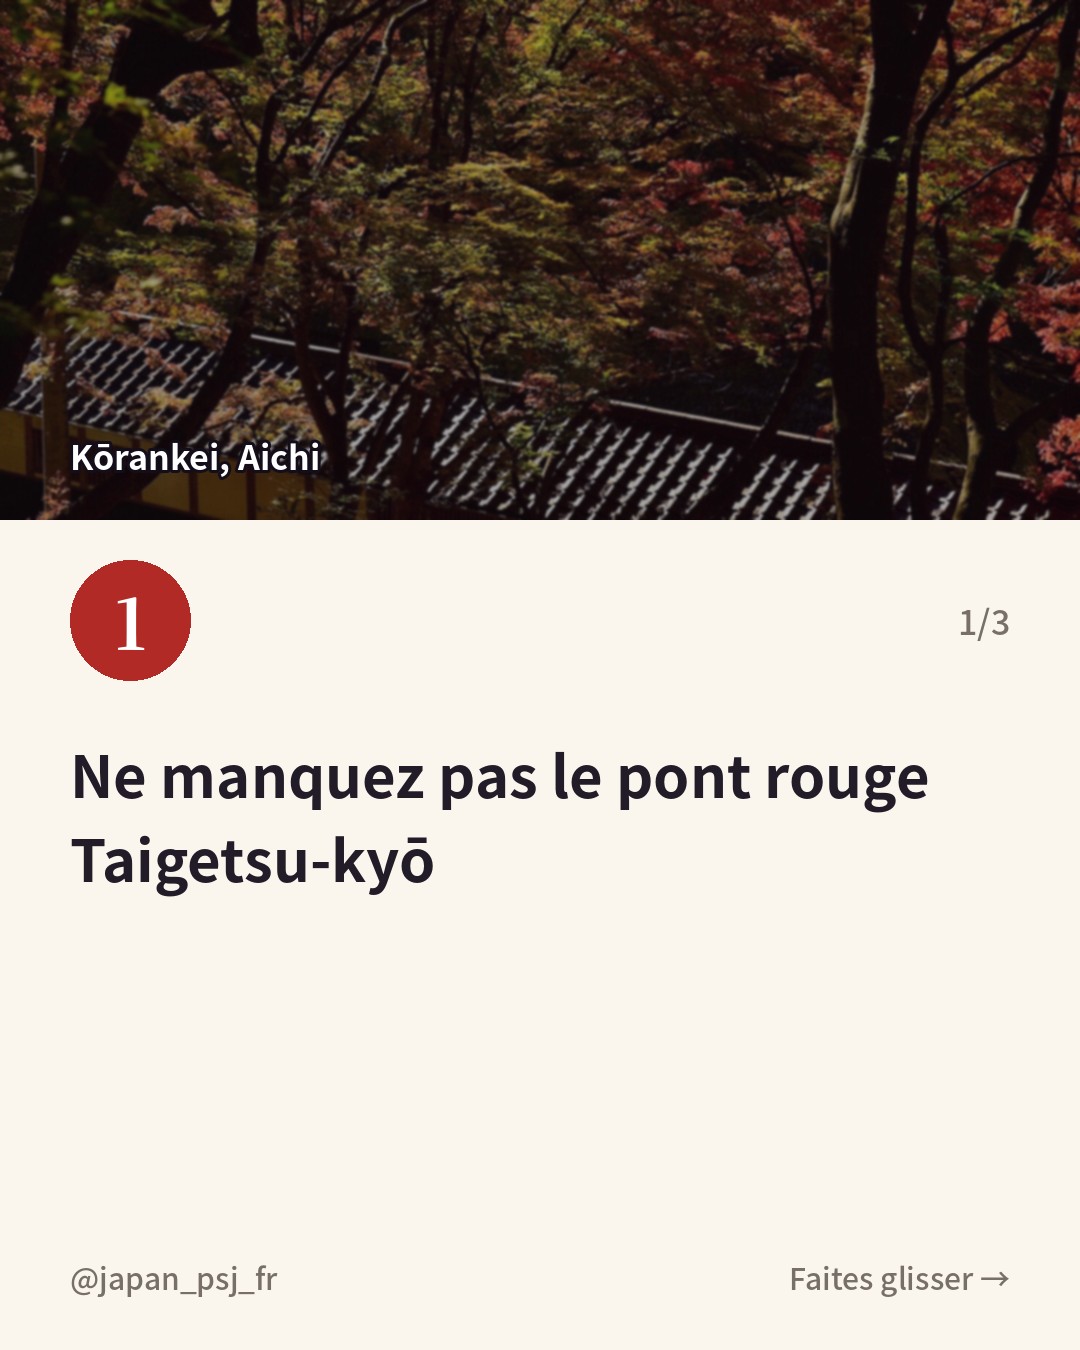 Kōrankei, Aichi
1
1/3
Ne manquez pas le pont rouge
Taigetsu-kyō
@japan_psj_fr
Faites glisser →